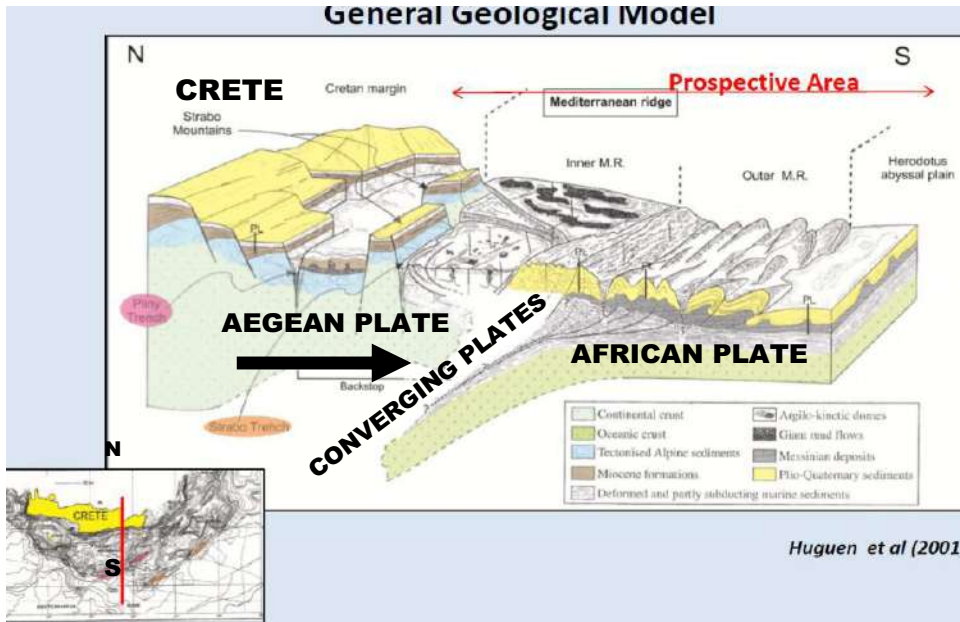 General Geological Model
N
S
CRETE
Cretan margin
Prospective Area
Strabo
Mountains
Mediterranean ridge
Inner M.R.
Outer M.R.
Herodotus
abyssal plain
PL
Pliny
Trench
AEGEAN PLATE
CONVERGING PLATES
AFRICAN PLATE
PL
Backstop
Strabo Trench
Continental crust
Oceanic crust
Tectonised Alpine sediments
Miocene formations
Deformed and partly subducting marine sediments
Argilo-kinetic domes
Giant mud flows
Messinian deposits
Plio-Quaternary sediments
N
CRETE
S
Huguen et al (2001